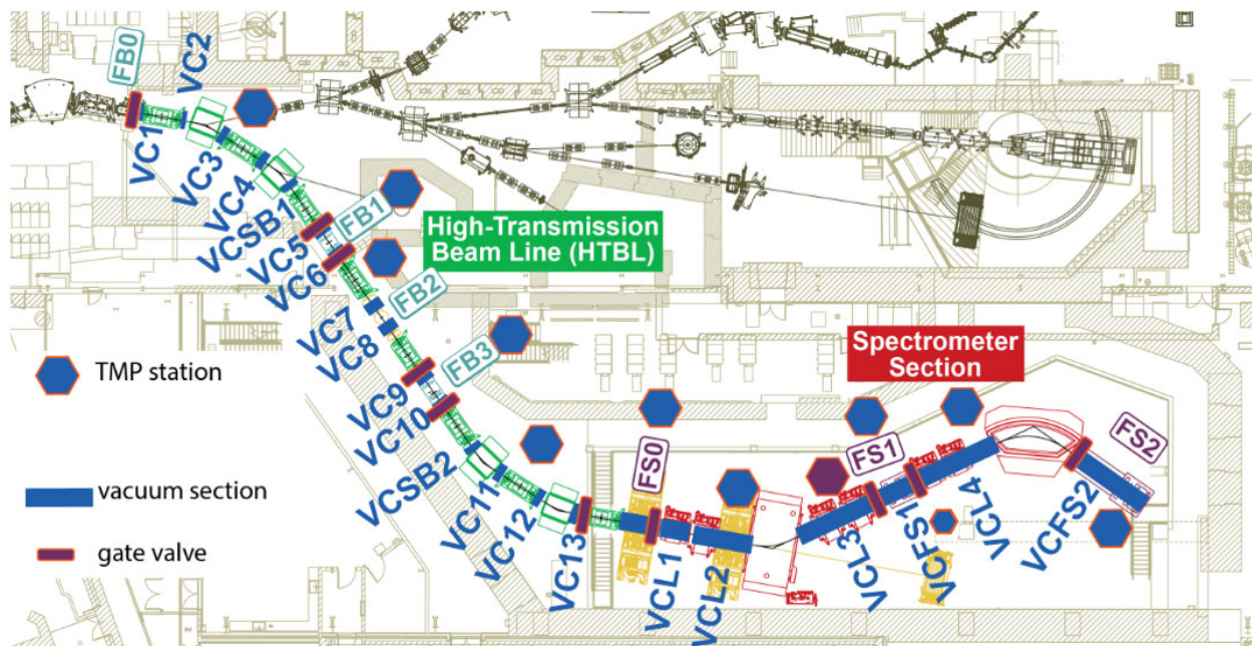 FB0
VC2
VC1
VC3
VC4
VCSB1
FB1
VC5
VC6
High-Transmission
Beam Line (HTBL)
FB2
VC7
VC8
FB3
VC9
VC10
TMP station
Spectrometer
Section
VCSB2
VC11
VC12
VC13
FS0
VCL1
VCL2
FS1
VCL3
VCFS1
VCL4
FS2
VCFS2
vacuum section
gate valve